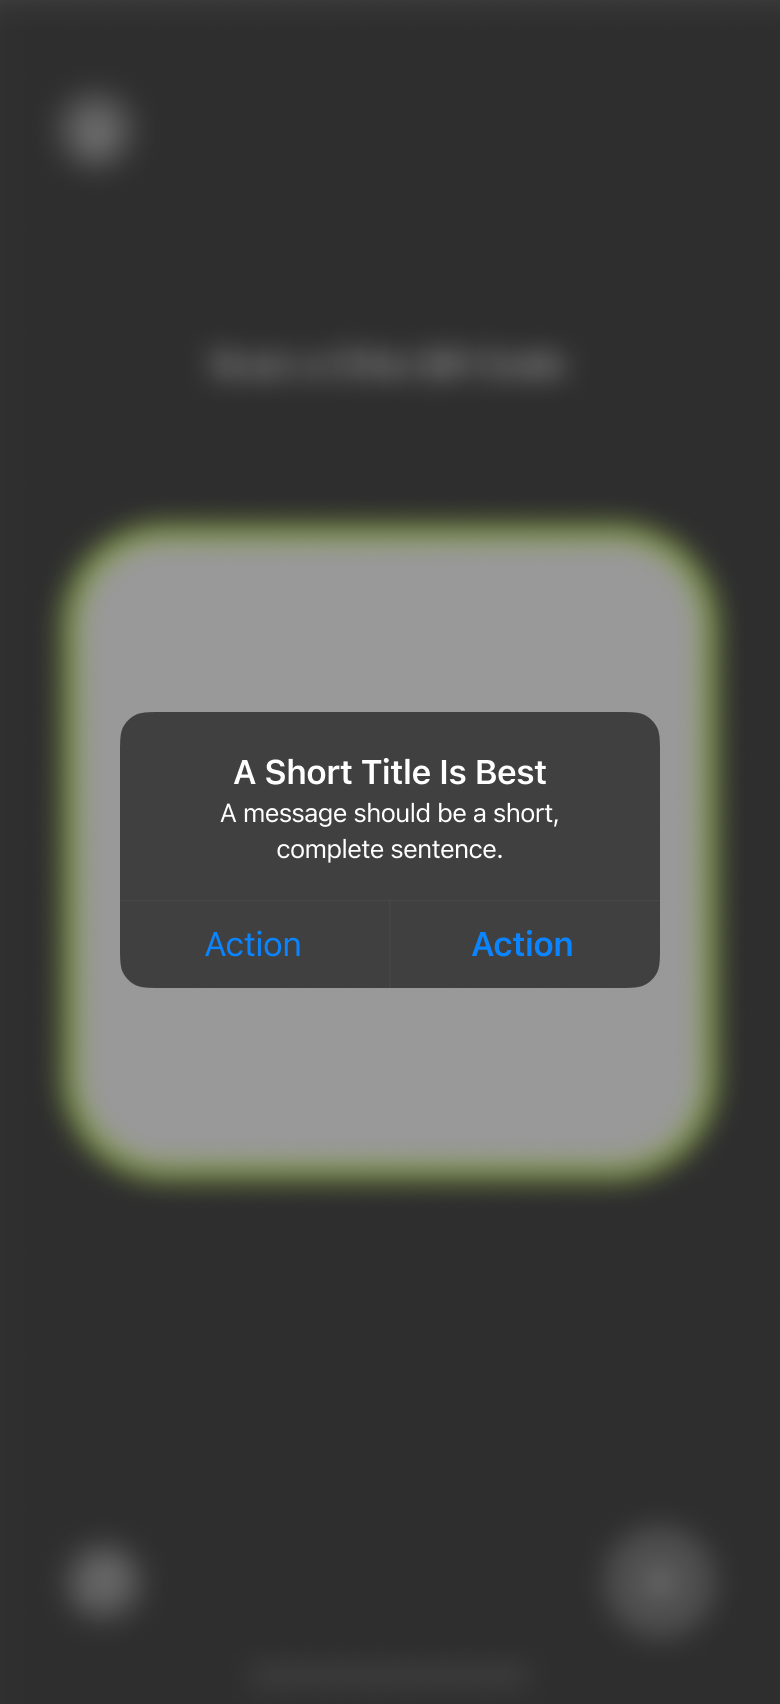 A Short Title Is Best
A message should be a short,
complete sentence.
Action
Action